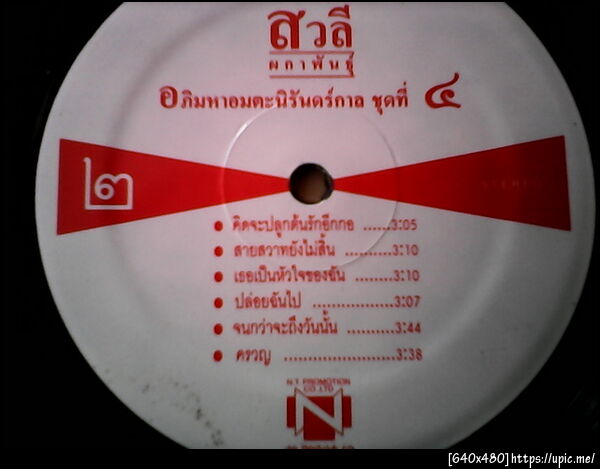 สวลี
ผกาพันธุ์
อภิมหาอมตะนิรันดร์กาล ชุดที่ ๔
๒
STEREO
● คิดจะปลูกต้นรักอีกกอ ......3:05
● สายสวาทยังไม่สิ้น ..........3:10
● เธอเป็นหัวใจของฉัน ........3:10
● ปล่อยฉันไป .................3:07
● จนกว่าจะถึงวันนั้น ..........3:44
● ครวญ .......................3:38
N.T. PROMOTION
CO.,LTD
N
[640x480]https://upic.me/